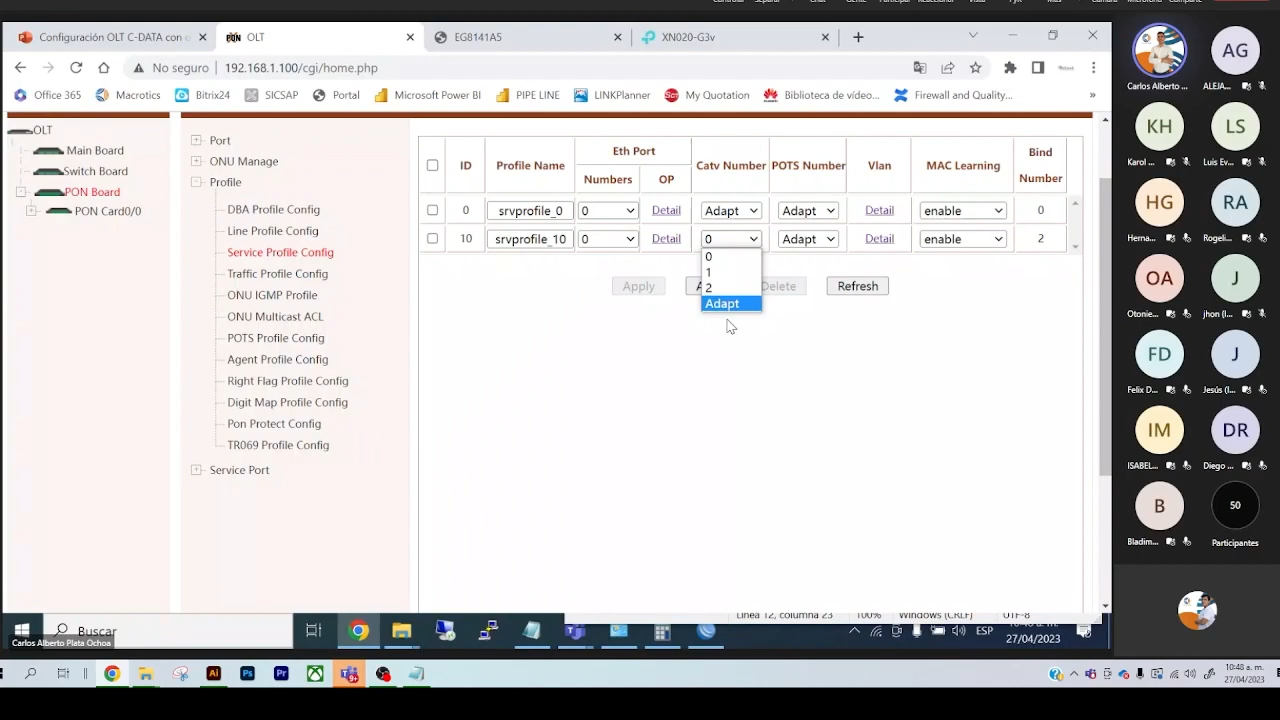 Configuración OLT C-DATA con e
OLT
EG8141A5
XN020-G3v
No seguro
192.168.1.100/cgi/home.php
Office 365
Macrotics
Bitrix24
SICSAP
Portal
Microsoft Power BI
PIPE LINE
LINKPlanner
My Quotation
Biblioteca de vídeo...
Firewall and Quality...
OLT
Main Board
Switch Board
PON Board
PON Card0/0
Port
ONU Manage
Profile
DBA Profile Config
Line Profile Config
Service Profile Config
Traffic Profile Config
ONU IGMP Profile
ONU Multicast ACL
POTS Profile Config
Agent Profile Config
Right Flag Profile Config
Digit Map Profile Config
Pon Protect Config
TR069 Profile Config
Service Port
ID Profile Name Eth Port Catv Number POTS Number Vlan MAC Learning Bind Number
Numbers OP
0 srvprofile_0 0 Detail Adapt Adapt Detail enable 0
10 srvprofile_10 0 Detail 0 Adapt Detail enable 2
0
1
2
Adapt
Apply A Delete Refresh
Carlos Alberto ...
AG
ALEJA...
KH
Karol ...
LS
Luis Ev...
HG
Herna...
RA
Rogeli...
OA
Otonie...
J
jhon (I...
FD
Felix D...
J
Jesús (I...
IM
ISABEL...
DR
Diego ...
B
Bladim...
50
Participantes
Línea 12, columna 23 100% Windows (CRLF) UTF-8
Buscar
Carlos Alberto Plata Ochoa
ESP
27/04/2023
10:48 a. m.
27/04/2023